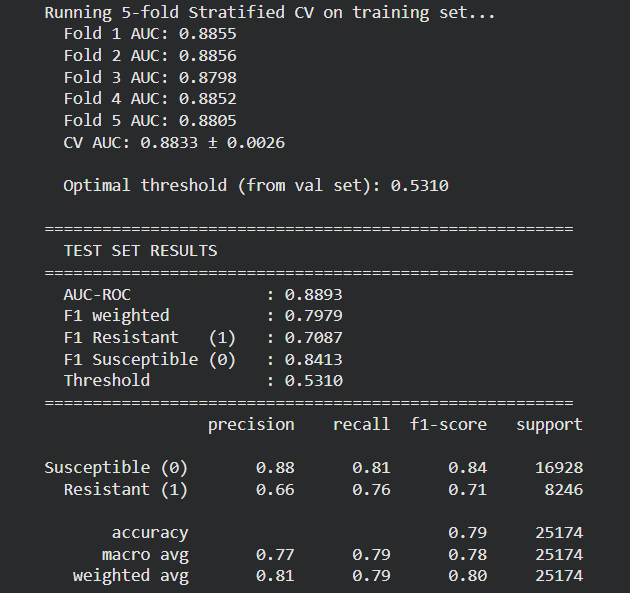 Running 5-fold Stratified CV on training set...
Fold 1 AUC: 0.8855
Fold 2 AUC: 0.8856
Fold 3 AUC: 0.8798
Fold 4 AUC: 0.8852
Fold 5 AUC: 0.8805
CV AUC: 0.8833 ± 0.0026
Optimal threshold (from val set): 0.5310
=======================================================
TEST SET RESULTS
=======================================================
AUC-ROC : 0.8893
F1 weighted : 0.7979
F1 Resistant (1) : 0.7087
F1 Susceptible (0) : 0.8413
Threshold : 0.5310
=======================================================
precision recall f1-score support
Susceptible (0) 0.88 0.81 0.84 16928
Resistant (1) 0.66 0.76 0.71 8246
accuracy 0.79 25174
macro avg 0.77 0.79 0.78 25174
weighted avg 0.81 0.79 0.80 25174